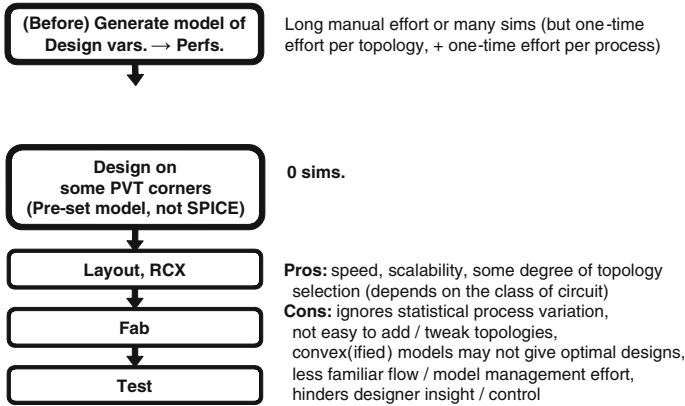 (Before) Generate model of
Design vars. → Perfs.
Long manual effort or many sims (but one-time
effort per topology, + one-time effort per process)
Design on
some PVT corners
(Pre-set model, not SPICE)
0 sims.
Layout, RCX
Fab
Test
Pros: speed, scalability, some degree of topology
selection (depends on the class of circuit)
Cons: ignores statistical process variation,
not easy to add / tweak topologies,
convex(ified) models may not give optimal designs,
less familiar flow / model management effort,
hinders designer insight / control